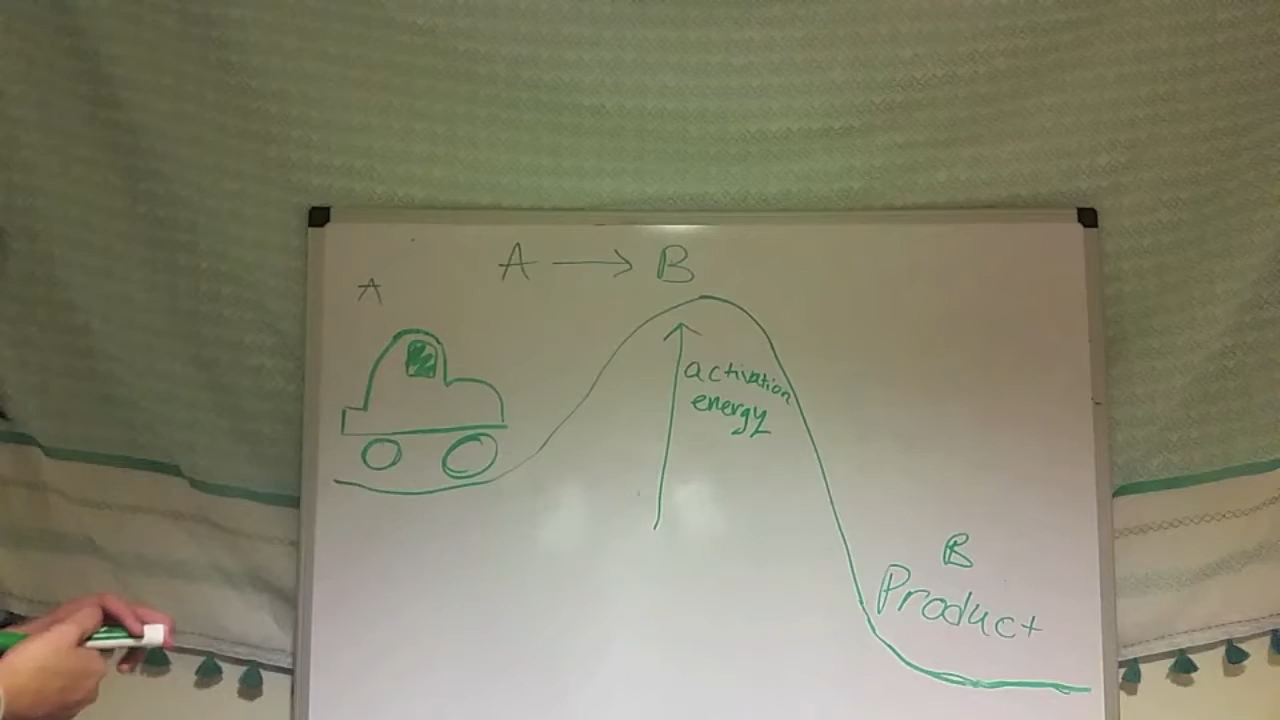 A → B
A
activation
energy
B
Product